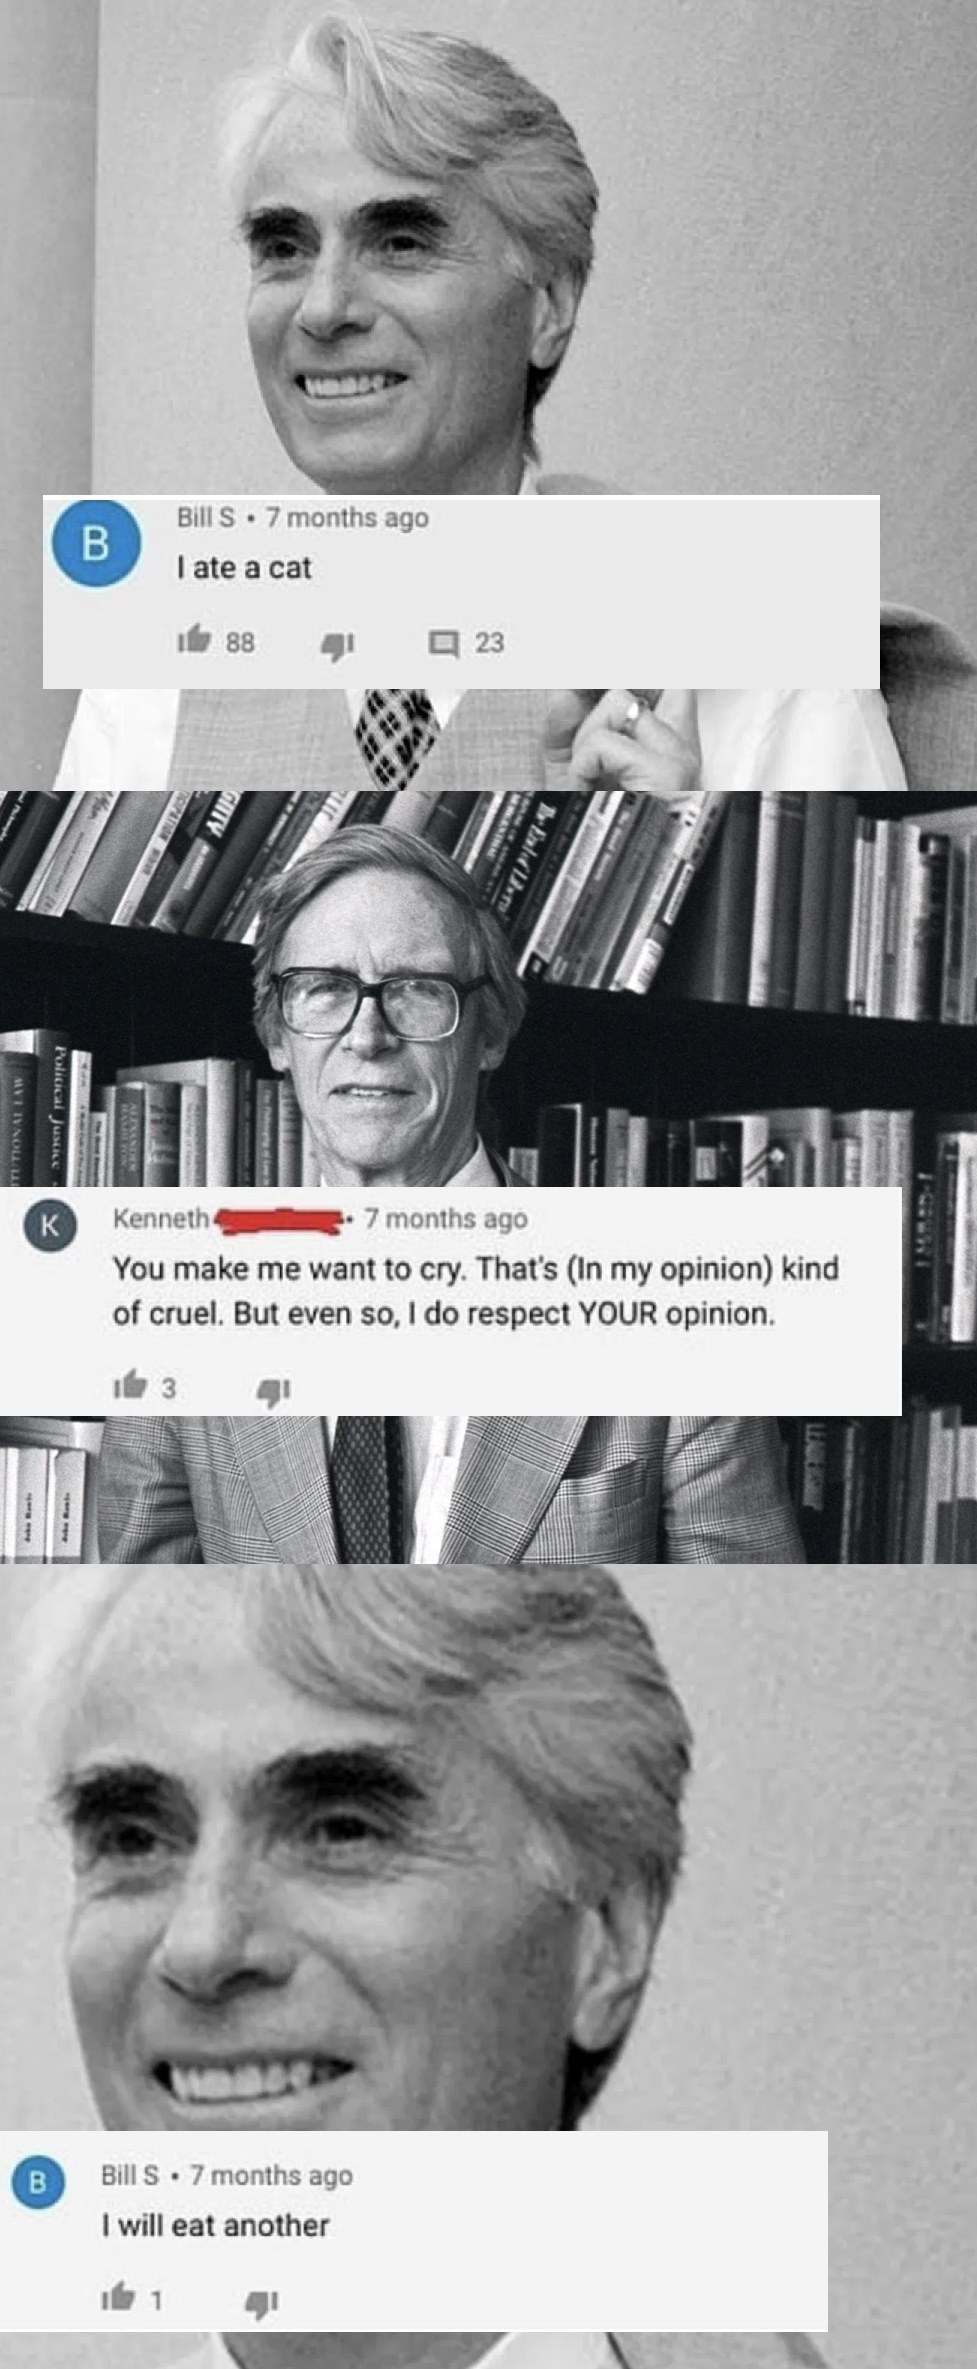 B
Bill S • 7 months ago
I ate a cat
88 23
Political Justice
K
Kenneth • 7 months ago
You make me want to cry. That's (In my opinion) kind
of cruel. But even so, I do respect YOUR opinion.
3
B
Bill S • 7 months ago
I will eat another
1